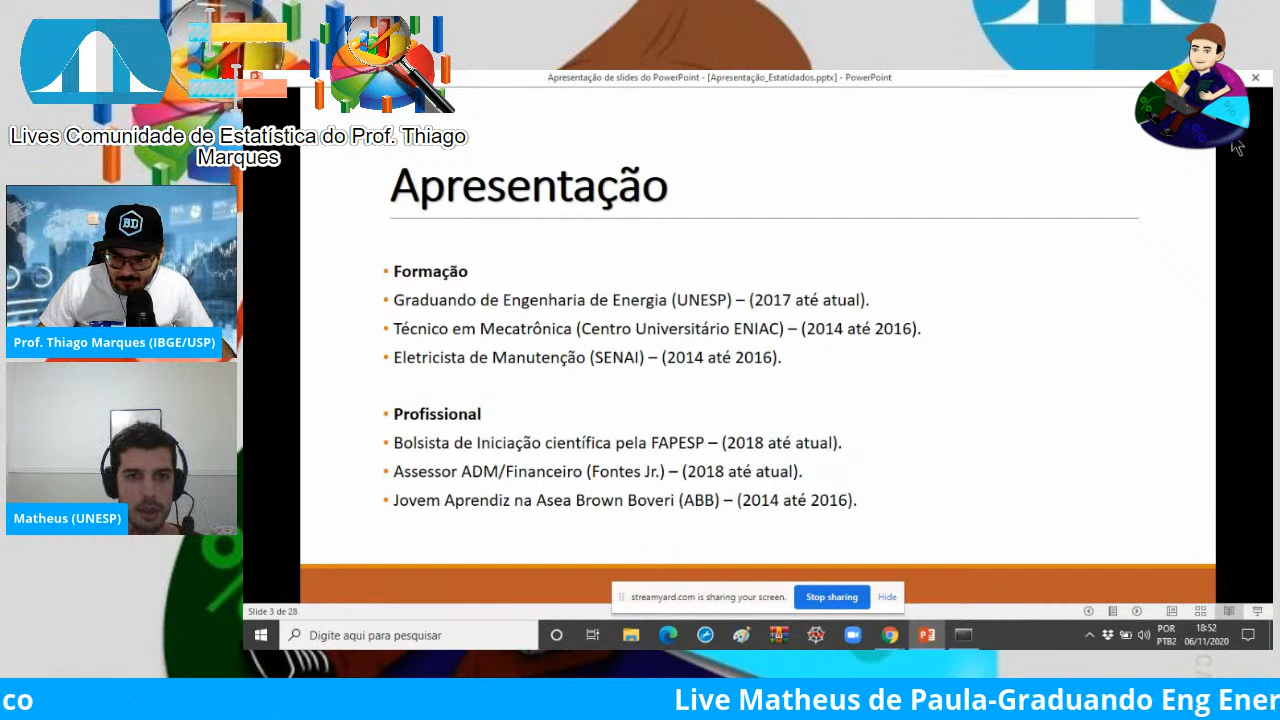 Lives Comunidade de Estatística do Prof. Thiago
Marques
Apresentação de slides do PowerPoint - [Apresentação_Estatidados.pptx] - PowerPoint
BD
Prof. Thiago Marques (IBGE/USP)
Matheus (UNESP)
Apresentação
• Formação
• Graduando de Engenharia de Energia (UNESP) – (2017 até atual).
• Técnico em Mecatrônica (Centro Universitário ENIAC) – (2014 até 2016).
• Eletricista de Manutenção (SENAI) – (2014 até 2016).
• Profissional
• Bolsista de Iniciação científica pela FAPESP – (2018 até atual).
• Assessor ADM/Financeiro (Fontes Jr.) – (2018 até atual).
• Jovem Aprendiz na Asea Brown Boveri (ABB) – (2014 até 2016).
streamyard.com is sharing your screen.
Stop sharing
Hide
Slide 3 de 28
Digite aqui para pesquisar
POR
PTB2
18:52
06/11/2020
co
Live Matheus de Paula-Graduando Eng Ener